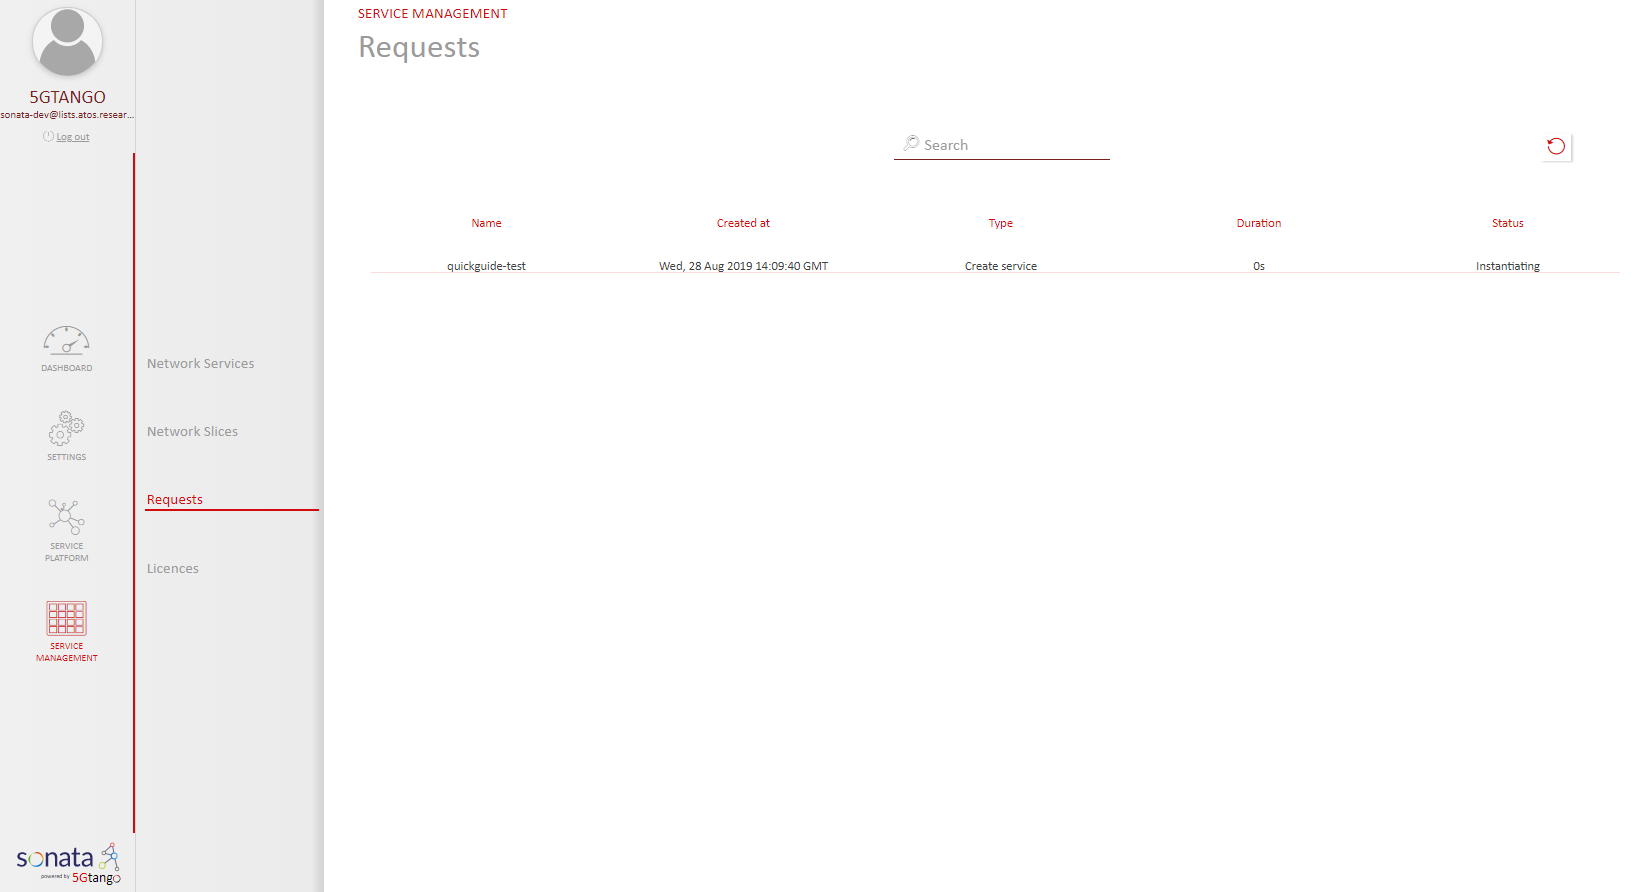 5GTANGO
sonata-dev@lists.atos.resear...
Log out
DASHBOARD
SETTINGS
SERVICE
PLATFORM
SERVICE
MANAGEMENT
sonata
powered by 5Gtango
Network Services
Network Slices
Requests
Licences
SERVICE MANAGEMENT
Requests
Search
Name Created at Type Duration Status
quickguide-test Wed, 28 Aug 2019 14:09:40 GMT Create service 0s Instantiating